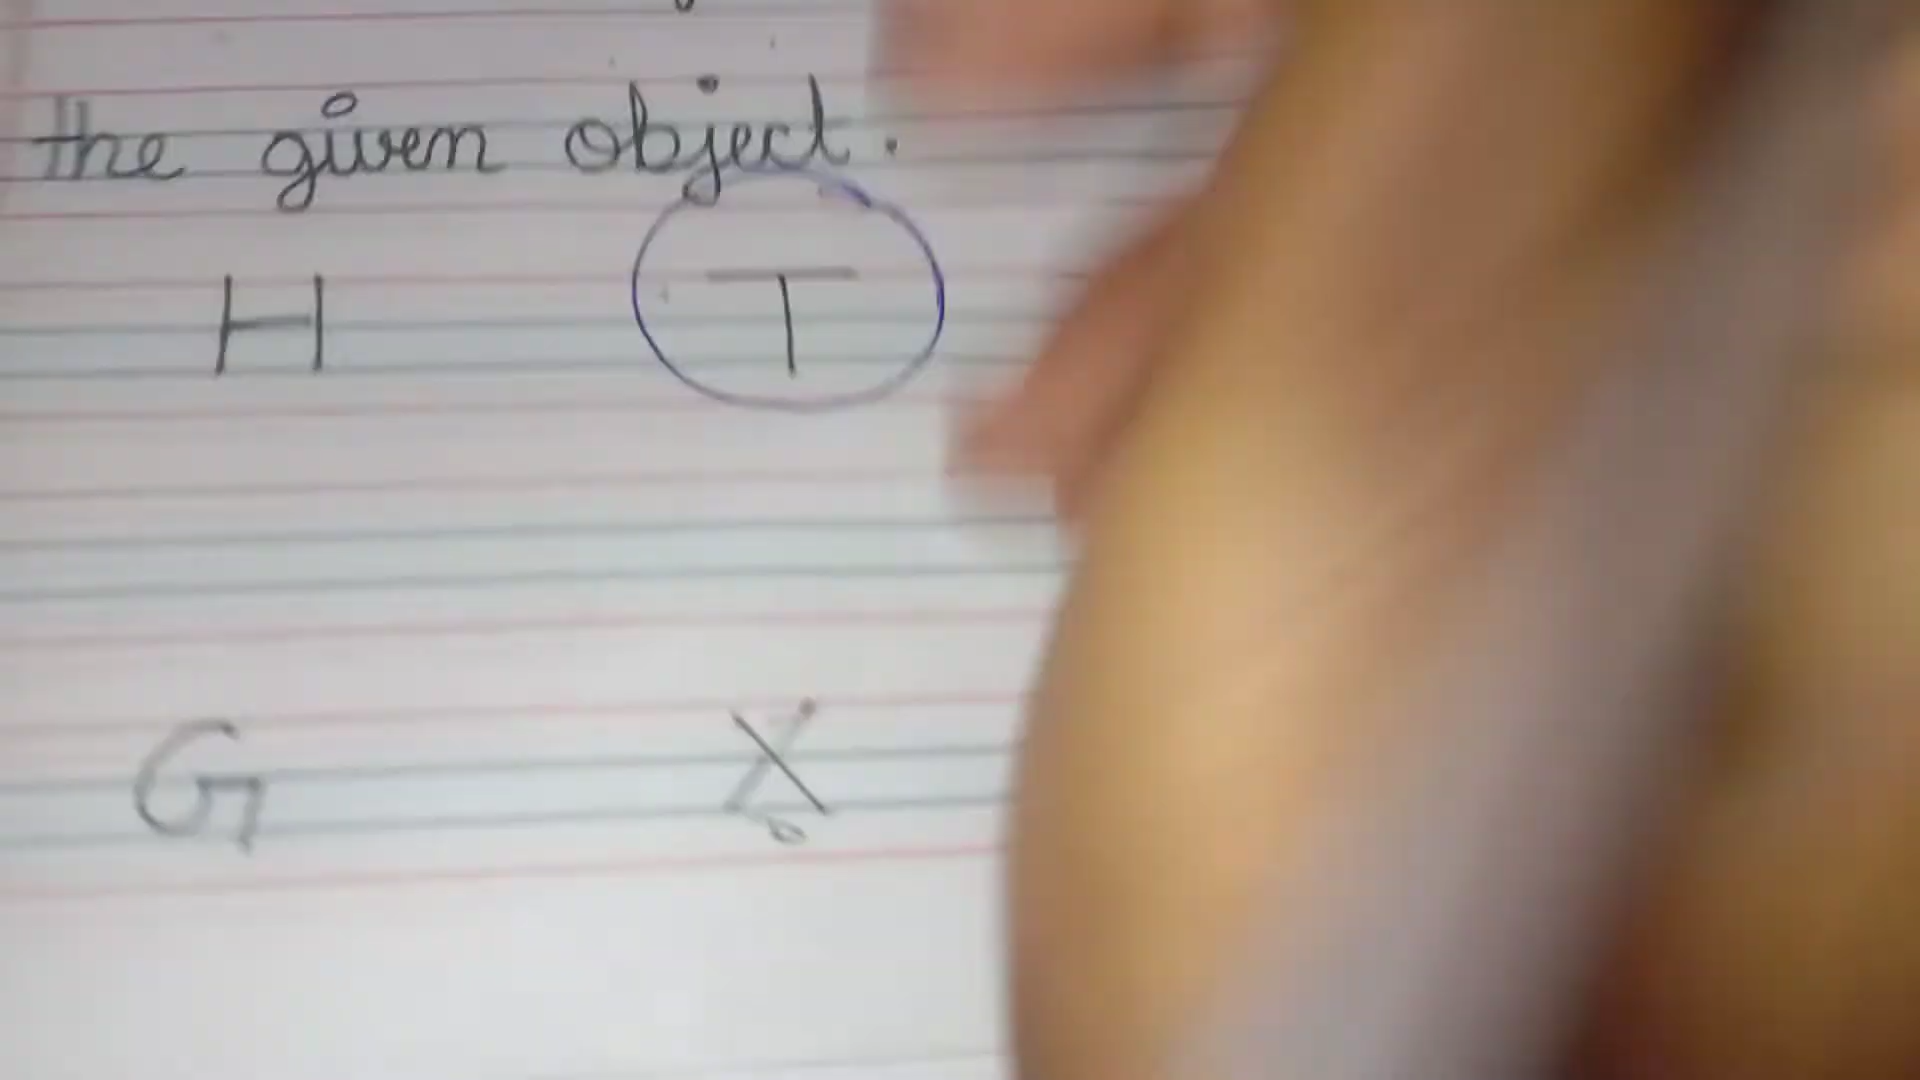 the given object.
H T
G X